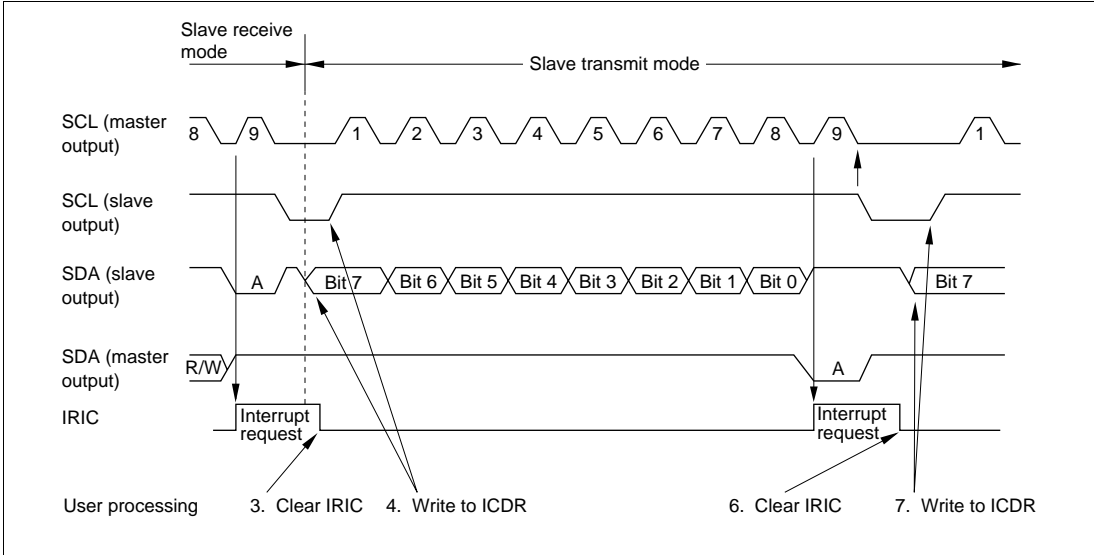 Slave receive
mode
Slave transmit mode
SCL (master
output)
8 9 1 2 3 4 5 6 7 8 9 1
SCL (slave
output)
SDA (slave
output)
A Bit 7 Bit 6 Bit 5 Bit 4 Bit 3 Bit 2 Bit 1 Bit 0 Bit 7
SDA (master
output)
R/W A
IRIC
Interrupt
request
Interrupt
request
User processing 3. Clear IRIC 4. Write to ICDR 6. Clear IRIC 7. Write to ICDR